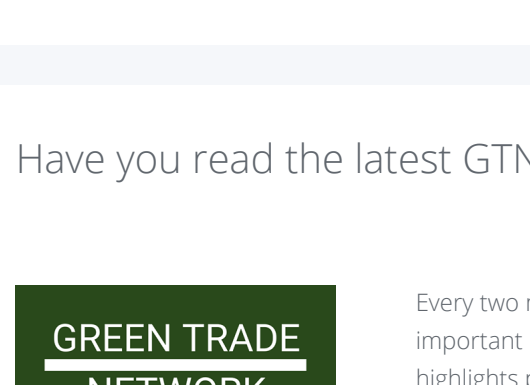 Have you read the latest GTN
GREEN TRADE
NETWORK
Every two
important
highlights